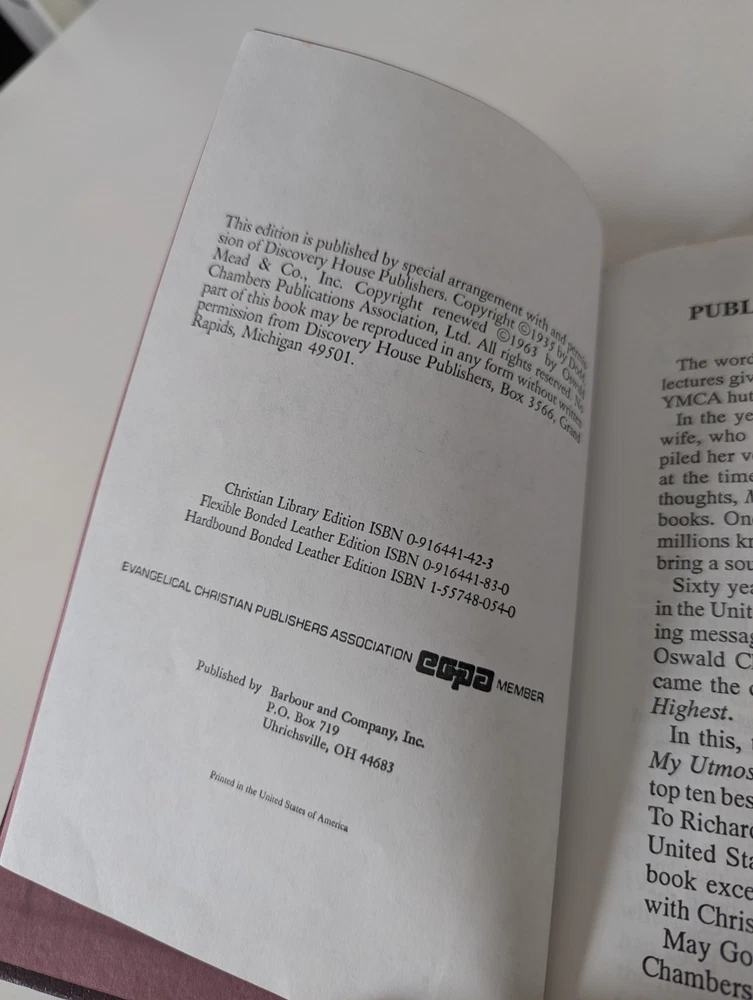 This edition is published by special arrangement with and permis-
sion of Discovery House Publishers. Copyright ©1935 by Dodd
Mead & Co., Inc. Copyright renewed ©1963 by Oswald
Chambers Publications Association, Ltd. All rights reserved. No
part of this book may be reproduced in any form without written
permission from Discovery House Publishers, Box 3566, Grand
Rapids, Michigan 49501.
Christian Library Edition ISBN 0-916441-42-3
Flexible Bonded Leather Edition ISBN 0-916441-83-0
Hardbound Bonded Leather Edition ISBN 1-55748-054-0
EVANGELICAL CHRISTIAN PUBLISHERS ASSOCIATION ecpa MEMBER
Published by Barbour and Company, Inc.
P.O. Box 719
Uhrichsville, OH 44683
Printed in the United States of America
PUBL
The word
lectures giv
YMCA hut
In the ye
wife, who
piled her v
at the time
thoughts, M
books. On
millions kn
bring a sou
Sixty yea
in the Unit
ing messag
Oswald C
came the
Highest.
In this,
My Utmos
top ten bes
To Richard
United Sta
book exce
with Chris
May Go
Chambers